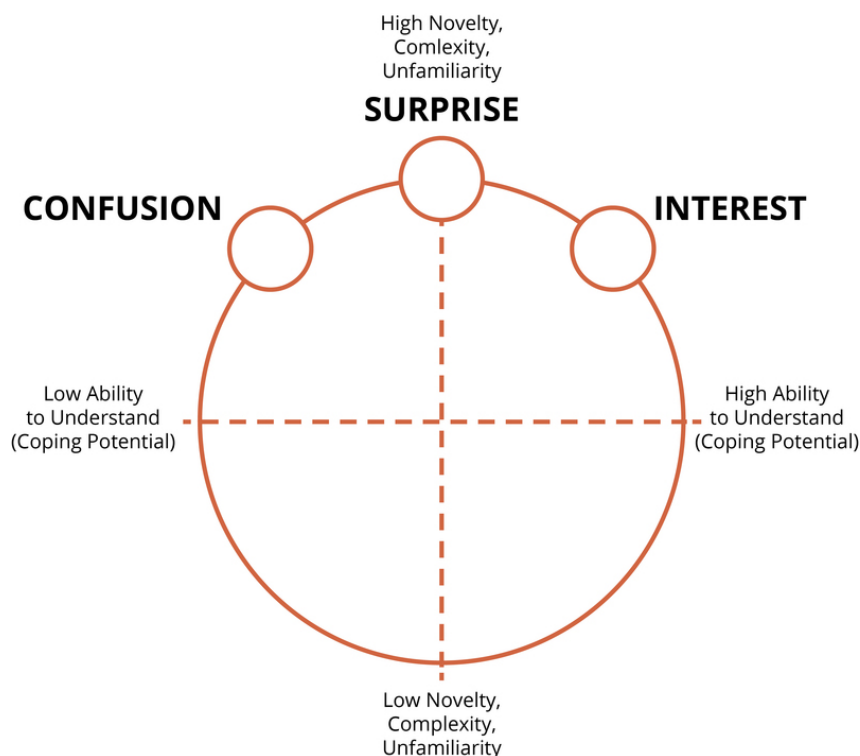 High Novelty,
Comlexity,
Unfamiliarity
SURPRISE
CONFUSION
INTEREST
Low Ability
to Understand
(Coping Potential)
High Ability
to Understand
(Coping Potential)
Low Novelty,
Complexity,
Unfamiliarity